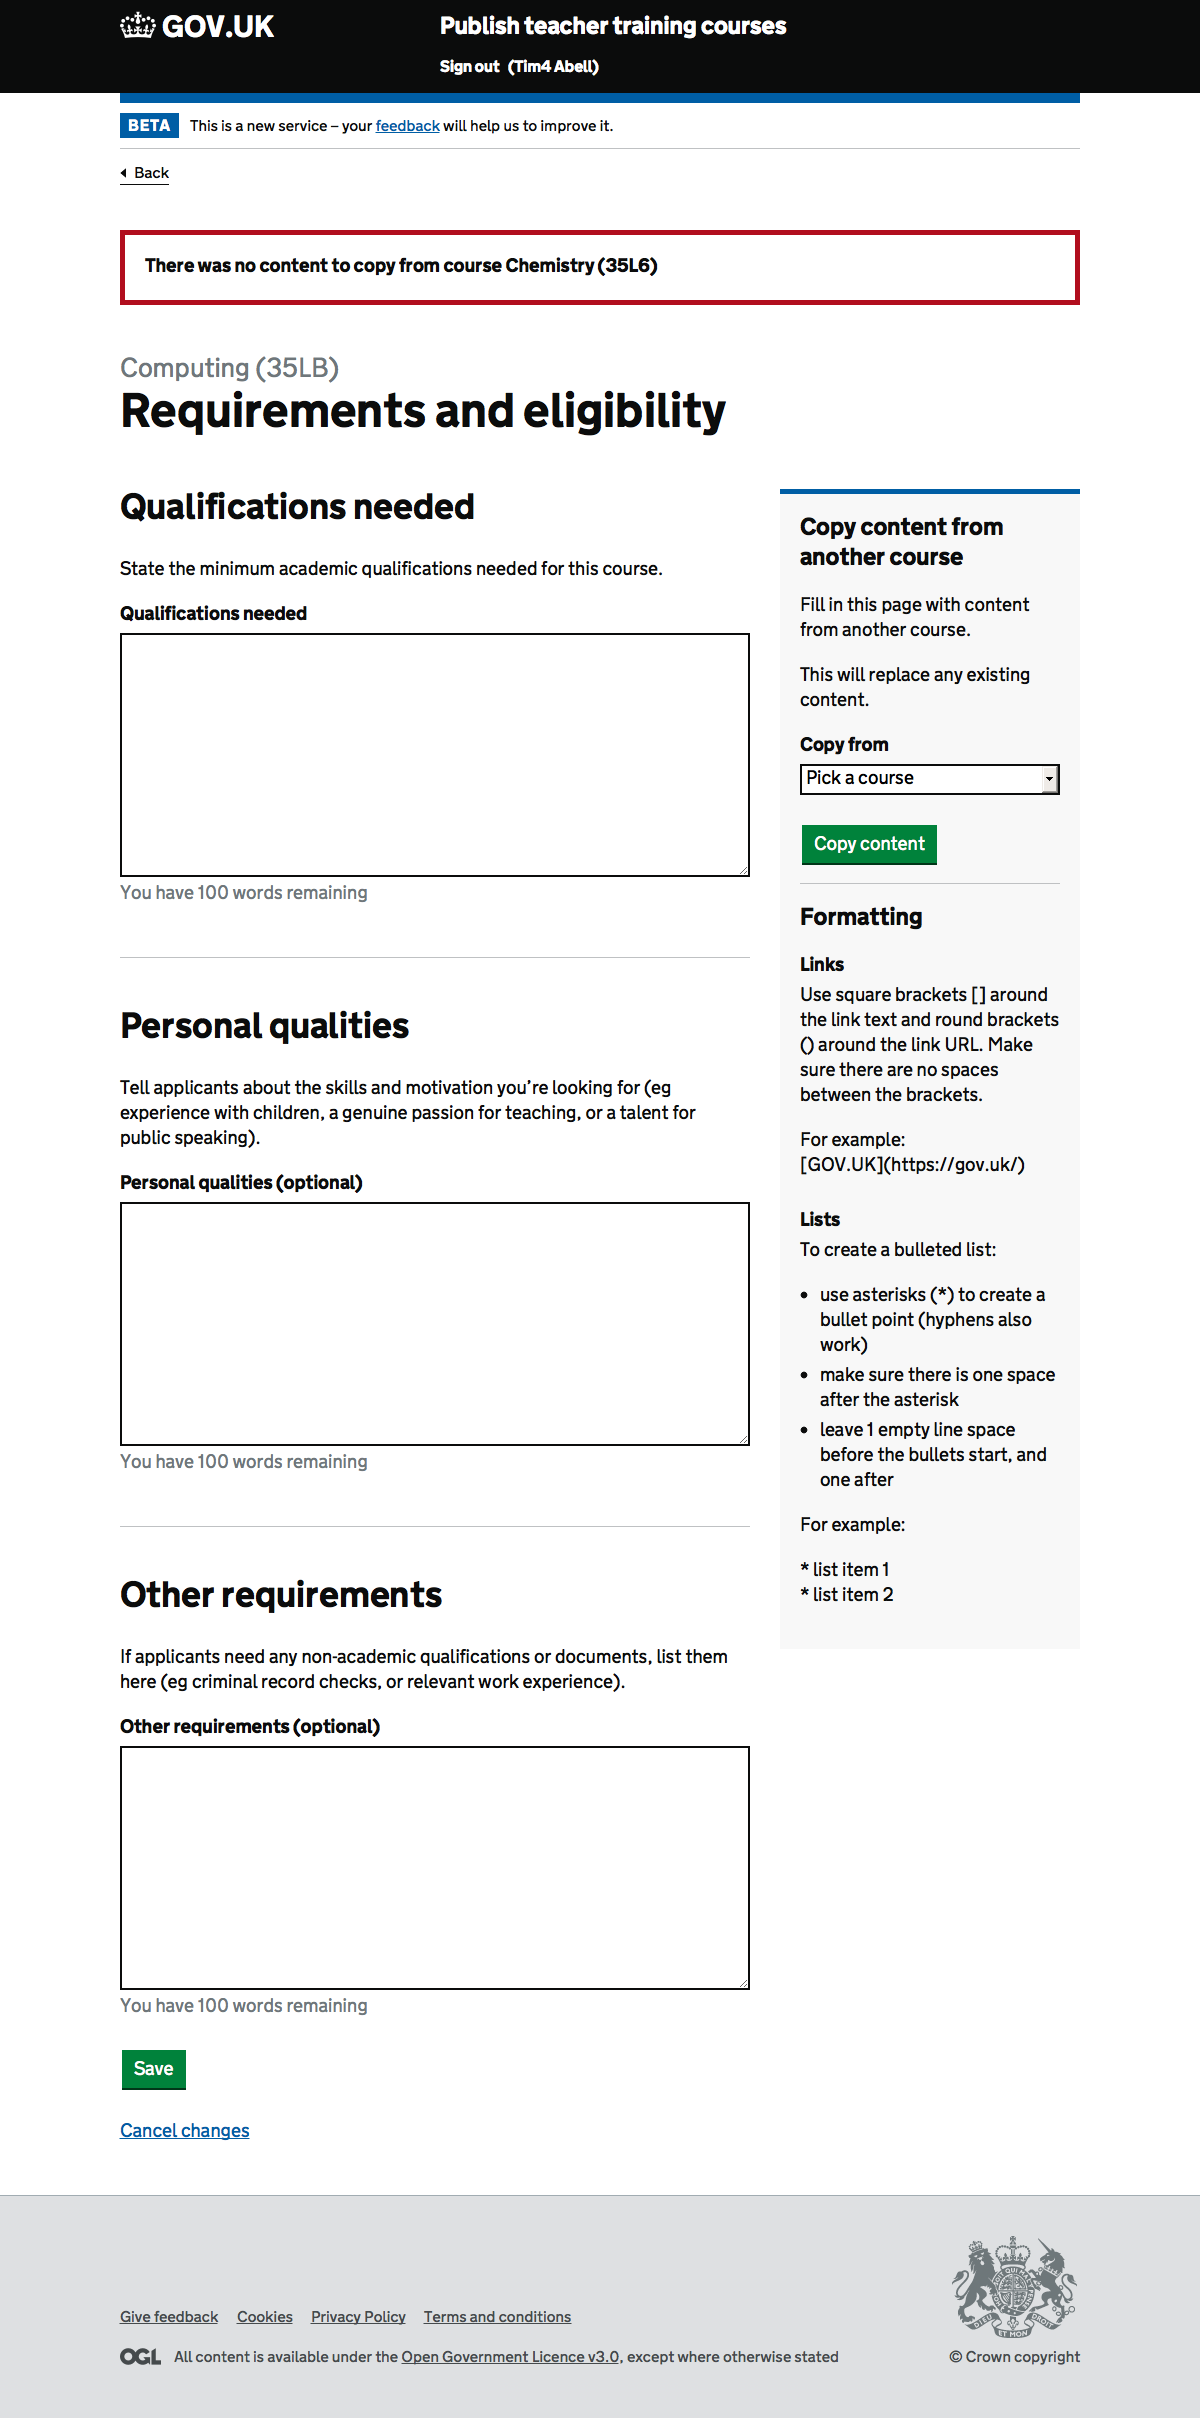 GOV.UK
Publish teacher training courses
Sign out (Tim4 Abell)
BETA This is a new service – your feedback will help us to improve it.
Back
There was no content to copy from course Chemistry (35L6)
Computing (35LB)
Requirements and eligibility
Qualifications needed
State the minimum academic qualifications needed for this course.
Qualifications needed
You have 100 words remaining
Personal qualities
Tell applicants about the skills and motivation you’re looking for (eg
experience with children, a genuine passion for teaching, or a talent for
public speaking).
Personal qualities (optional)
You have 100 words remaining
Other requirements
If applicants need any non-academic qualifications or documents, list them
here (eg criminal record checks, or relevant work experience).
Other requirements (optional)
You have 100 words remaining
Save
Cancel changes
Copy content from
another course
Fill in this page with content
from another course.
This will replace any existing
content.
Copy from
Pick a course
Copy content
Formatting
Links
Use square brackets [] around
the link text and round brackets
() around the link URL. Make
sure there are no spaces
between the brackets.
For example:
[GOV.UK](https://gov.uk/)
Lists
To create a bulleted list:
• use asterisks (*) to create a
bullet point (hyphens also
work)
• make sure there is one space
after the asterisk
• leave 1 empty line space
before the bullets start, and
one after
For example:
* list item 1
* list item 2
Give feedback Cookies Privacy Policy Terms and conditions
OGL All content is available under the Open Government Licence v3.0, except where otherwise stated
© Crown copyright